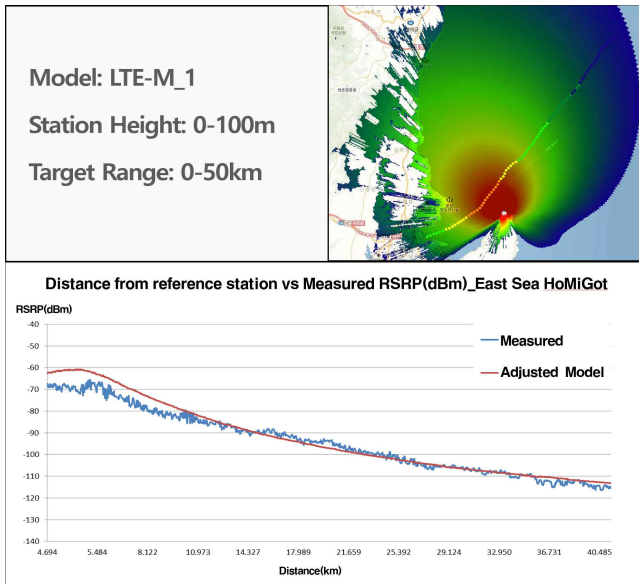 Model: LTE-M_1
Station Height: 0-100m
Target Range: 0-50km
Distance from reference station vs Measured RSRP(dBm)_East Sea HoMiGot
RSRP(dBm)
-40
-50
-60
-70
-80
-90
-100
-110
-120
-130
-140
Measured
Adjusted Model
4.694 5.484 8.122 10.973 14.327 17.989 21.659 25.392 29.124 32.950 36.731 40.485
Distance(km)